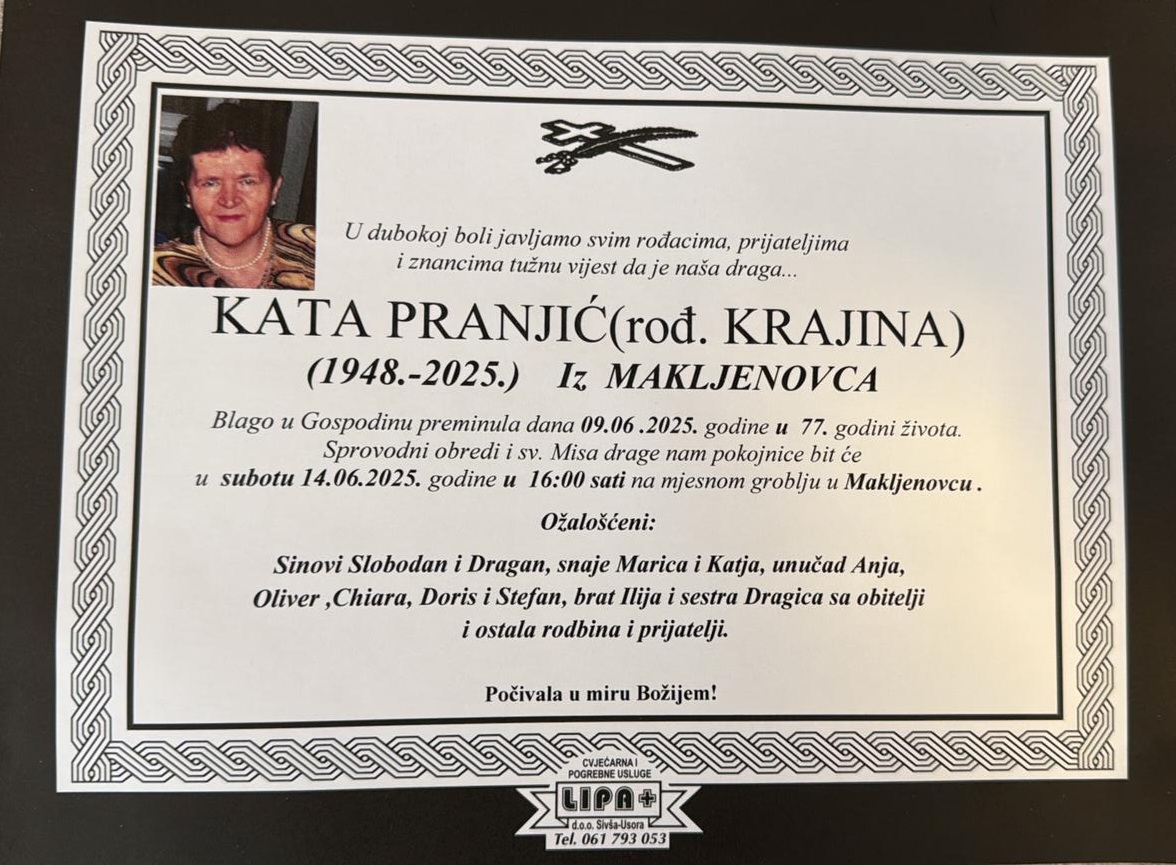 U dubokoj boli javljamo svim rođacima, prijateljima
i znancima tužnu vijest da je naša draga...
KATA PRANJIĆ(rođ. KRAJINA)
(1948.-2025.) Iz MAKLJENOVCA
Blago u Gospodinu preminula dana 09.06 .2025. godine u 77. godini života.
Sprovodni obredi i sv. Misa drage nam pokojnice bit će
u subotu 14.06.2025. godine u 16:00 sati na mjesnom groblju u Makljenovcu .
Ožalošćeni:
Sinovi Slobodan i Dragan, snaje Marica i Katja, unučad Anja,
Oliver ,Chiara, Doris i Stefan, brat Ilija i sestra Dragica sa obitelji
i ostala rodbina i prijatelji.
Počivala u miru Božijem!
CVJEĆARNA I
POGREBNE USLUGE
LIPA+
d.o.o. Sivša-Usora
Tel. 061 793 053